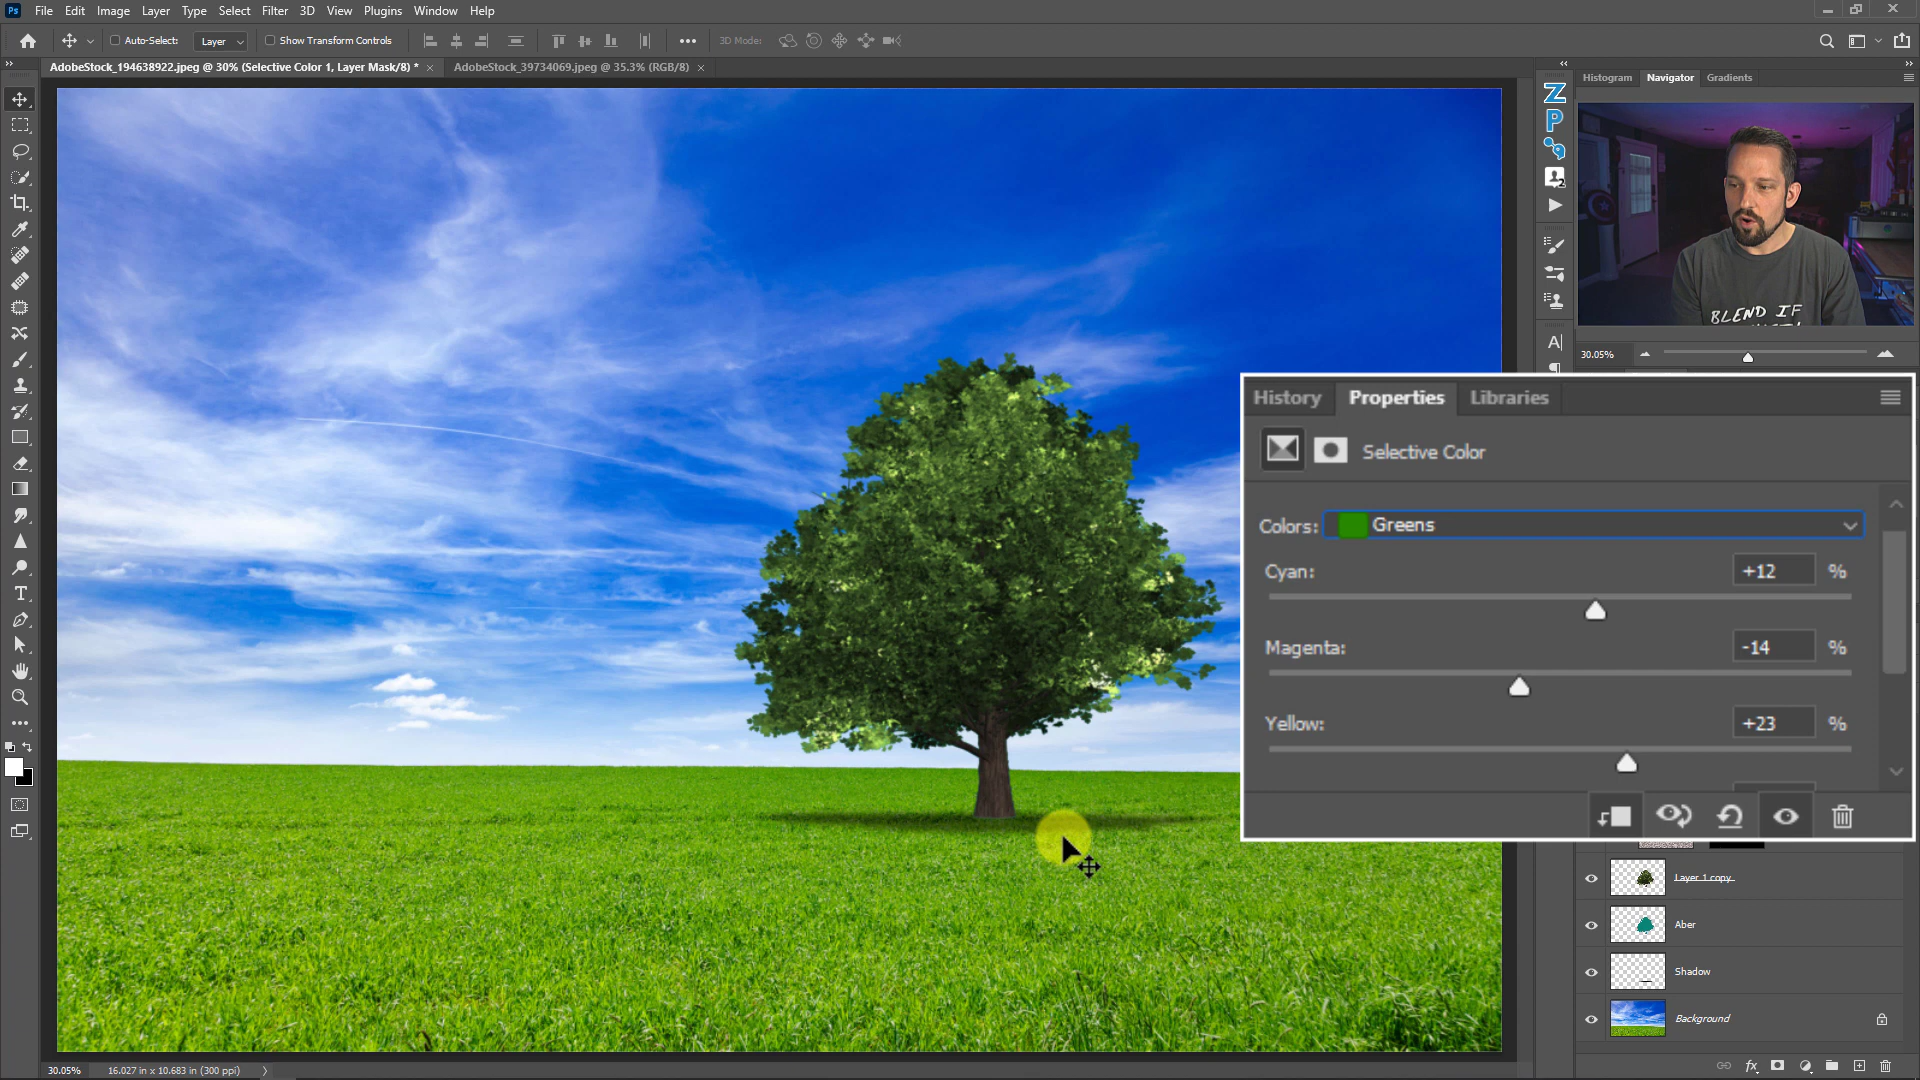 Ps File Edit Image Layer Type Select Filter 3D View Plugins Window Help
Auto-Select: Layer Show Transform Controls 3D Mode:
AdobeStock_194638922.jpeg @ 30% (Selective Color 1, Layer Mask/8) * × AdobeStock_39734069.jpeg @ 35.3% (RGB/8) ×
Histogram Navigator Gradients
BLEND IF
30.05%
History Properties Libraries
Selective Color
Colors: Greens
Cyan: +12 %
Magenta: -14 %
Yellow: +23 %
Layer 1 copy
Aber
Shadow
Background
30.05% 16.027 in x 10.683 in (300 ppi)